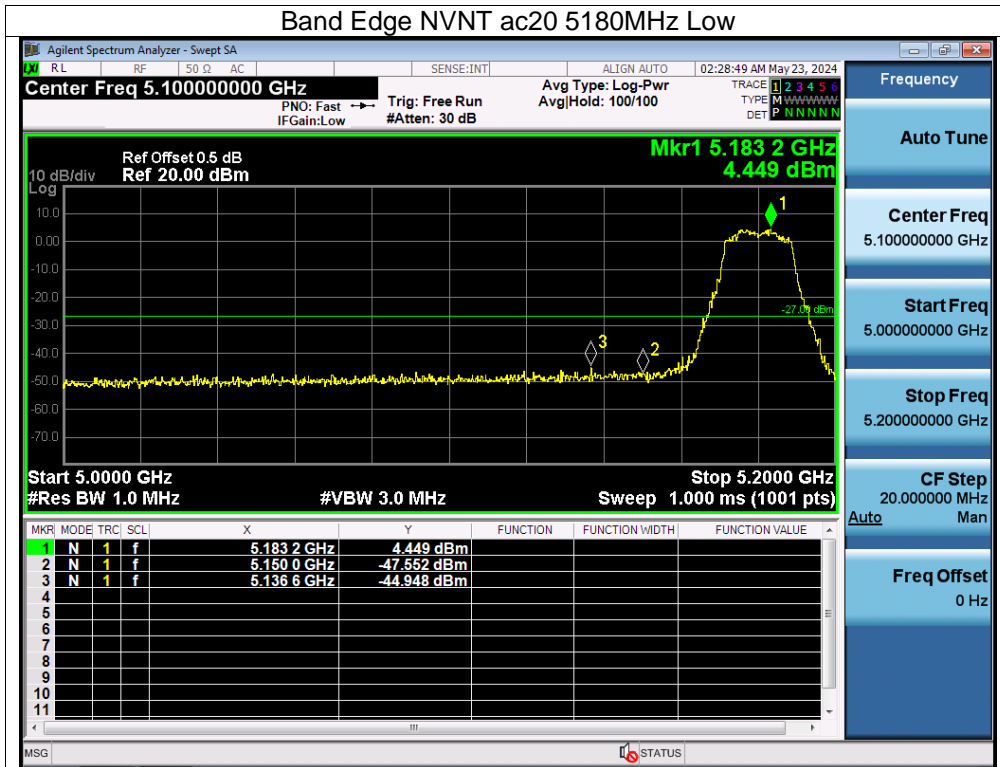 Band Edge NVNT ac20 5180MHz Low
Agilent Spectrum Analyzer - Swept SA
LXI RL RF 50 Ω AC SENSE:INT ALIGN AUTO 02:28:49 AM May 23, 2024
Center Freq 5.100000000 GHz
PNO: Fast
IFGain:Low
Trig: Free Run
#Atten: 30 dB
Avg Type: Log-Pwr
Avg|Hold: 100/100
TRACE 1 2 3 4 5 6
TYPE M WWWWW
DET P N N N N N
Ref Offset 0.5 dB
Ref 20.00 dBm
10 dB/div
Log
Mkr1 5.183 2 GHz
4.449 dBm
10.0
0.00
-10.0
-20.0
-30.0
-40.0
-50.0
-60.0
-70.0
1
-27.00 dBm
3
2
Start 5.0000 GHz
Stop 5.2000 GHz
#Res BW 1.0 MHz
#VBW 3.0 MHz
Sweep 1.000 ms (1001 pts)
MKR MODE TRC SCL X Y FUNCTION FUNCTION WIDTH FUNCTION VALUE
1 N 1 f 5.183 2 GHz 4.449 dBm
2 N 1 f 5.150 0 GHz -47.552 dBm
3 N 1 f 5.136 6 GHz -44.948 dBm
4
5
6
7
8
9
10
11
MSG
STATUS
Frequency
Auto Tune
Center Freq
5.100000000 GHz
Start Freq
5.000000000 GHz
Stop Freq
5.200000000 GHz
CF Step
20.000000 MHz
Auto Man
Freq Offset
0 Hz